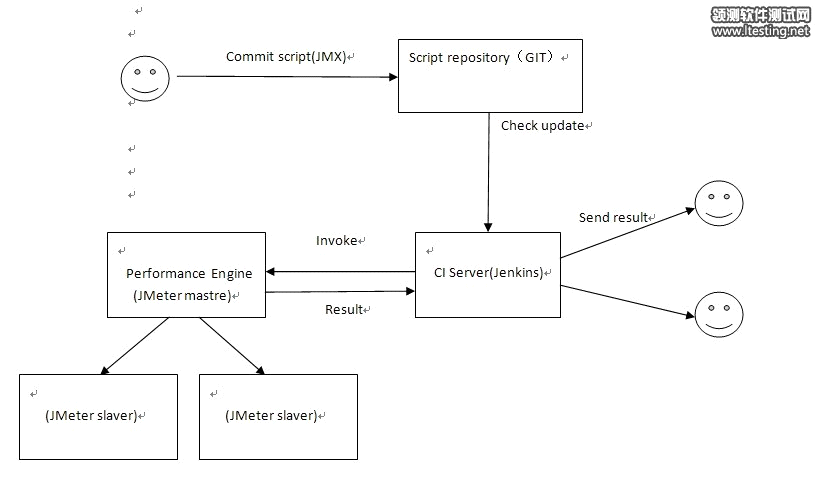 领测软件测试网
www.ltesting.net
Commit script(JMX)
Script repository（GIT）
Check update
Send result
Invoke
Performance Engine
(JMeter mastre)
CI Server(Jenkins)
Result
(JMeter slaver)
(JMeter slaver)